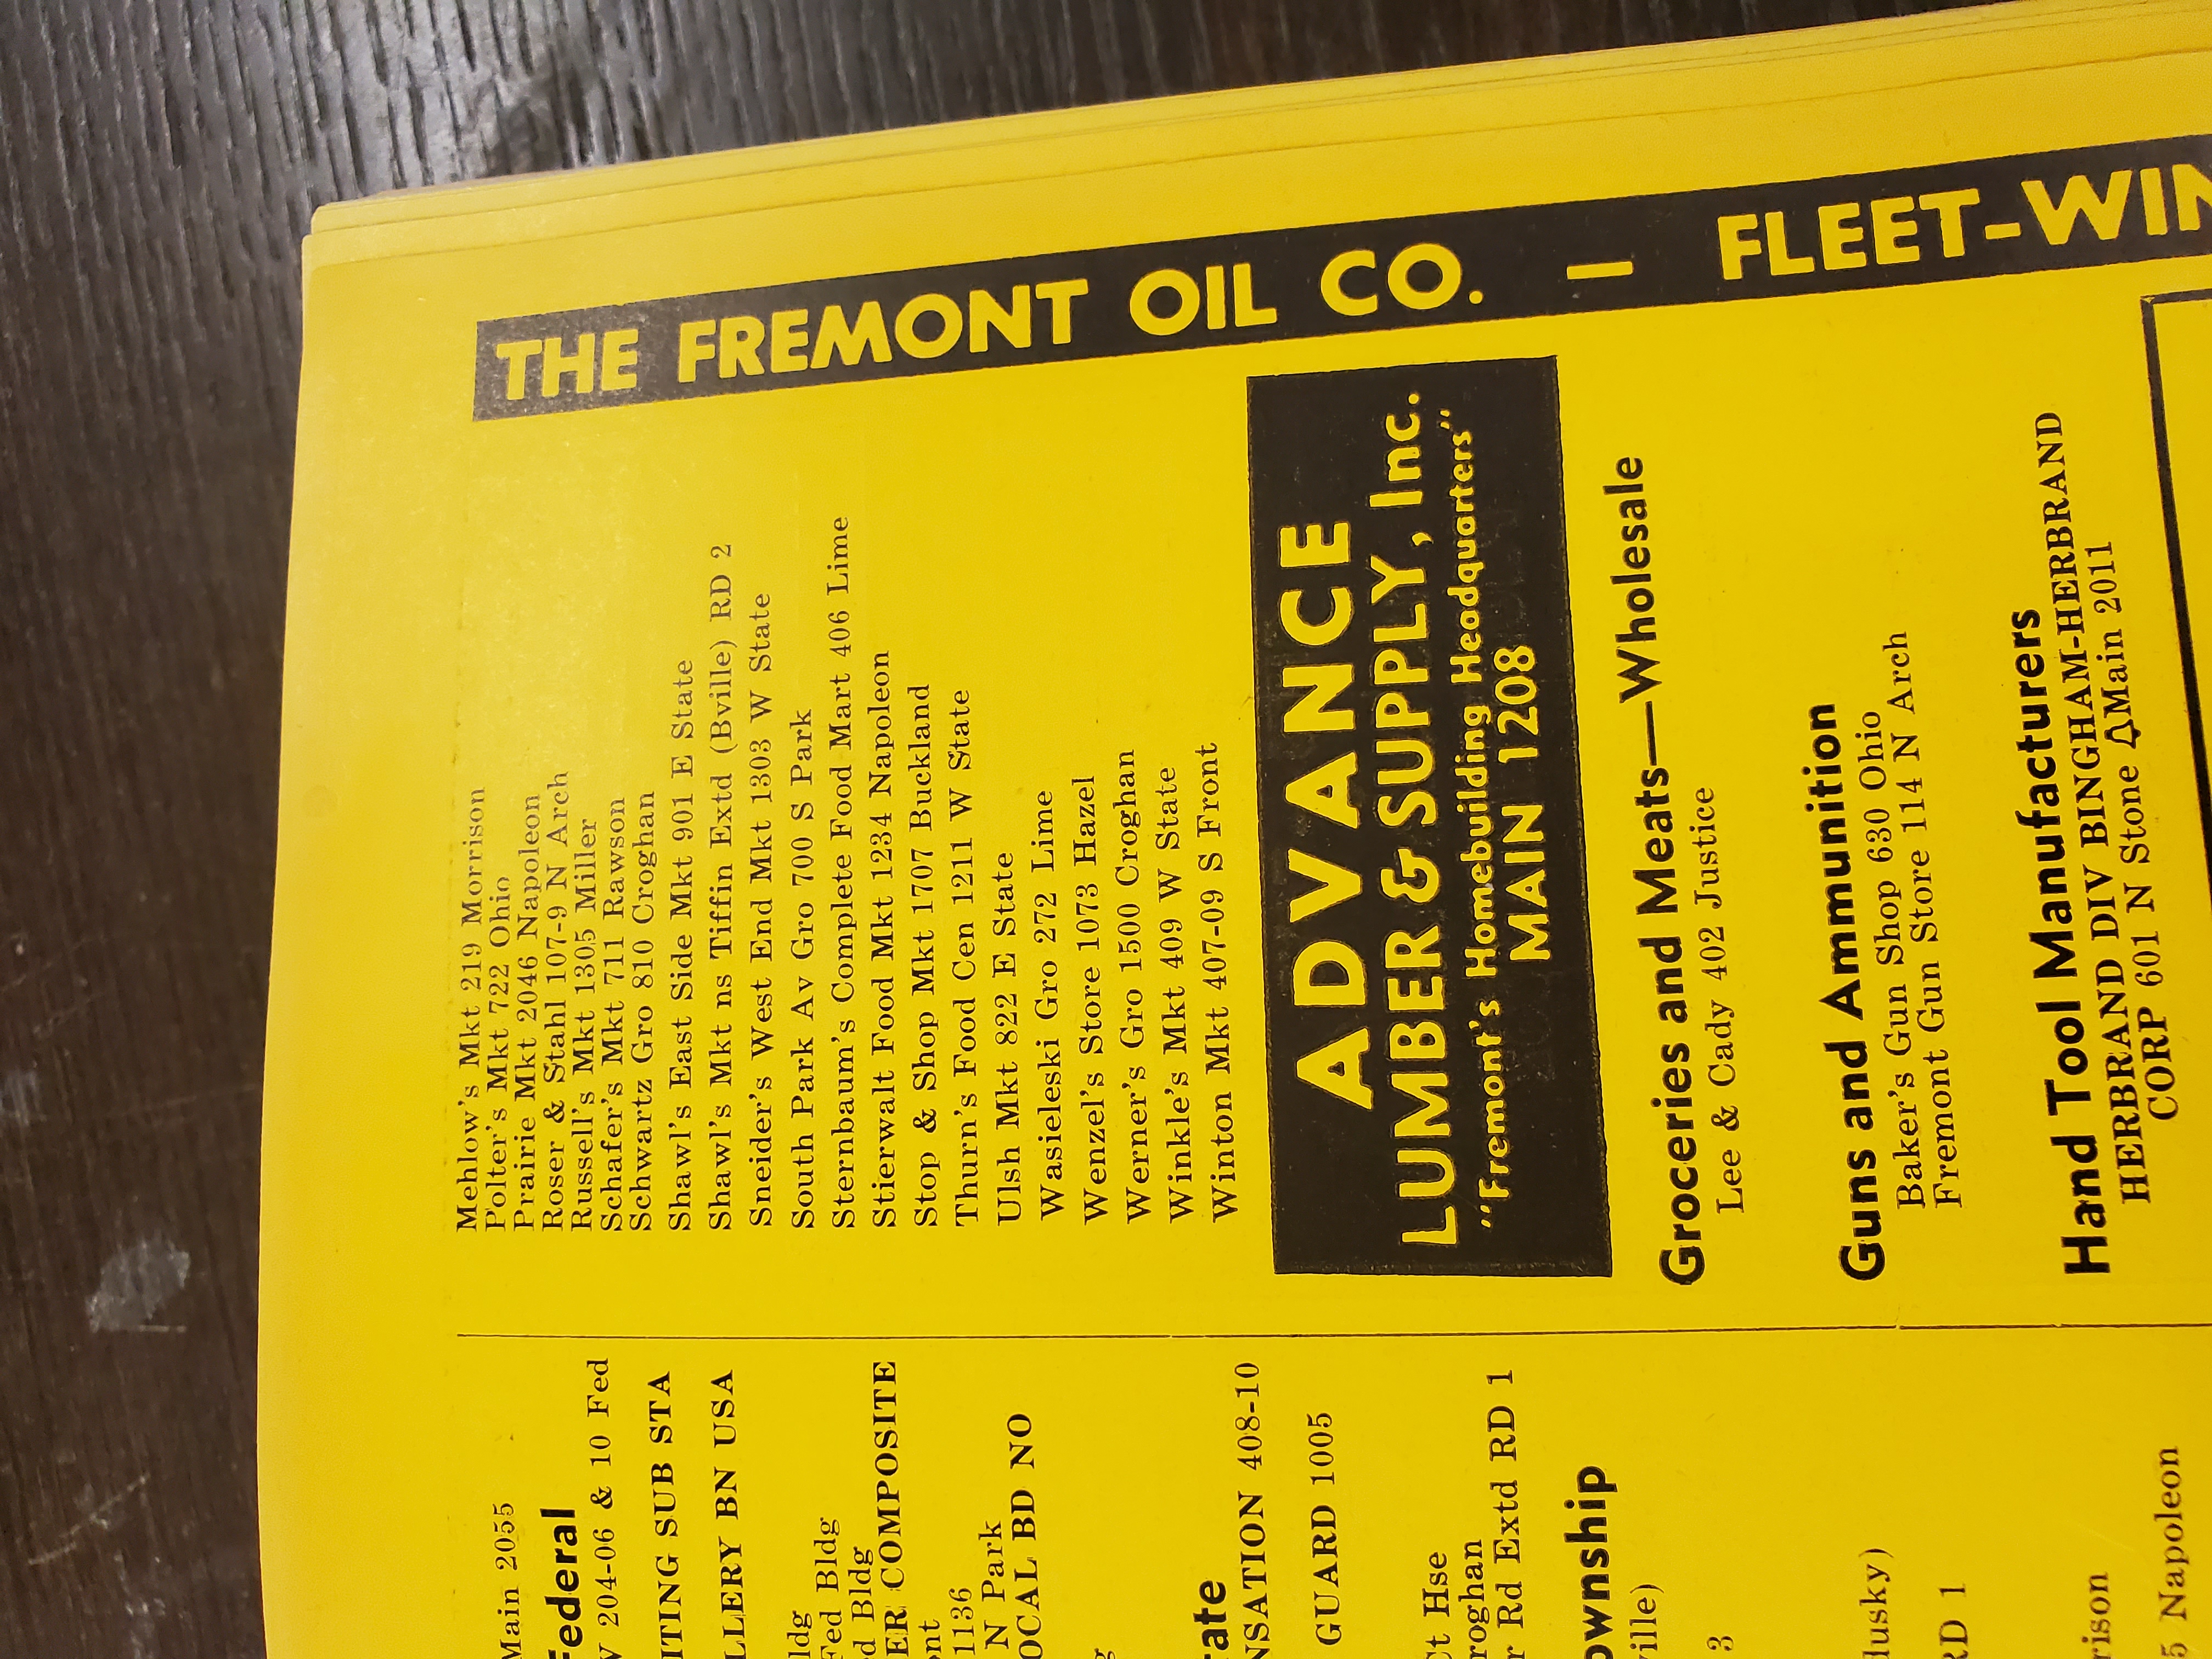 THE FREMONT OIL CO. — FLEET-WIN
Main 2055
Federal
204-06 & 10 Fed
ITING SUB STA
LLERY BN USA
ldg
Fed Bldg
d Bldg
ER COMPOSITE
ont
1136
N Park
OCAL BD NO
tate
NSATION 408-10
GUARD 1005
Ct Hse
roghan
r Rd Extd RD 1
ownship
ville)
3
dusky)
RD 1
rison
5 Napoleon
Mehlow's Mkt 219 Morrison
Polter's Mkt 722 Ohio
Prairie Mkt 2046 Napoleon
Roser & Stahl 107-9 N Arch
Russell's Mkt 1305 Miller
Schafer's Mkt 711 Rawson
Schwartz Gro 810 Croghan
Shawl's East Side Mkt 901 E State
Shawl's Mkt ns Tiffin Extd (Bville) RD 2
Sneider's West End Mkt 1303 W State
South Park Av Gro 700 S Park
Sternbaum's Complete Food Mart 406 Lime
Stierwalt Food Mkt 1234 Napoleon
Stop & Shop Mkt 1707 Buckland
Thurn's Food Cen 1211 W State
Ulsh Mkt 822 E State
Wasieleski Gro 272 Lime
Wenzel's Store 1073 Hazel
Werner's Gro 1500 Croghan
Winkle's Mkt 409 W State
Winton Mkt 407-09 S Front
ADVANCE
LUMBER & SUPPLY, Inc.
"Fremont's Homebuilding Headquarters"
MAIN 1208
Groceries and Meats—Wholesale
Lee & Cady 402 Justice
Guns and Ammunition
Baker's Gun Shop 630 Ohio
Fremont Gun Store 114 N Arch
Hand Tool Manufacturers
HERBRAND DIV BINGHAM-HERBRAND
CORP 601 N Stone Main 2011